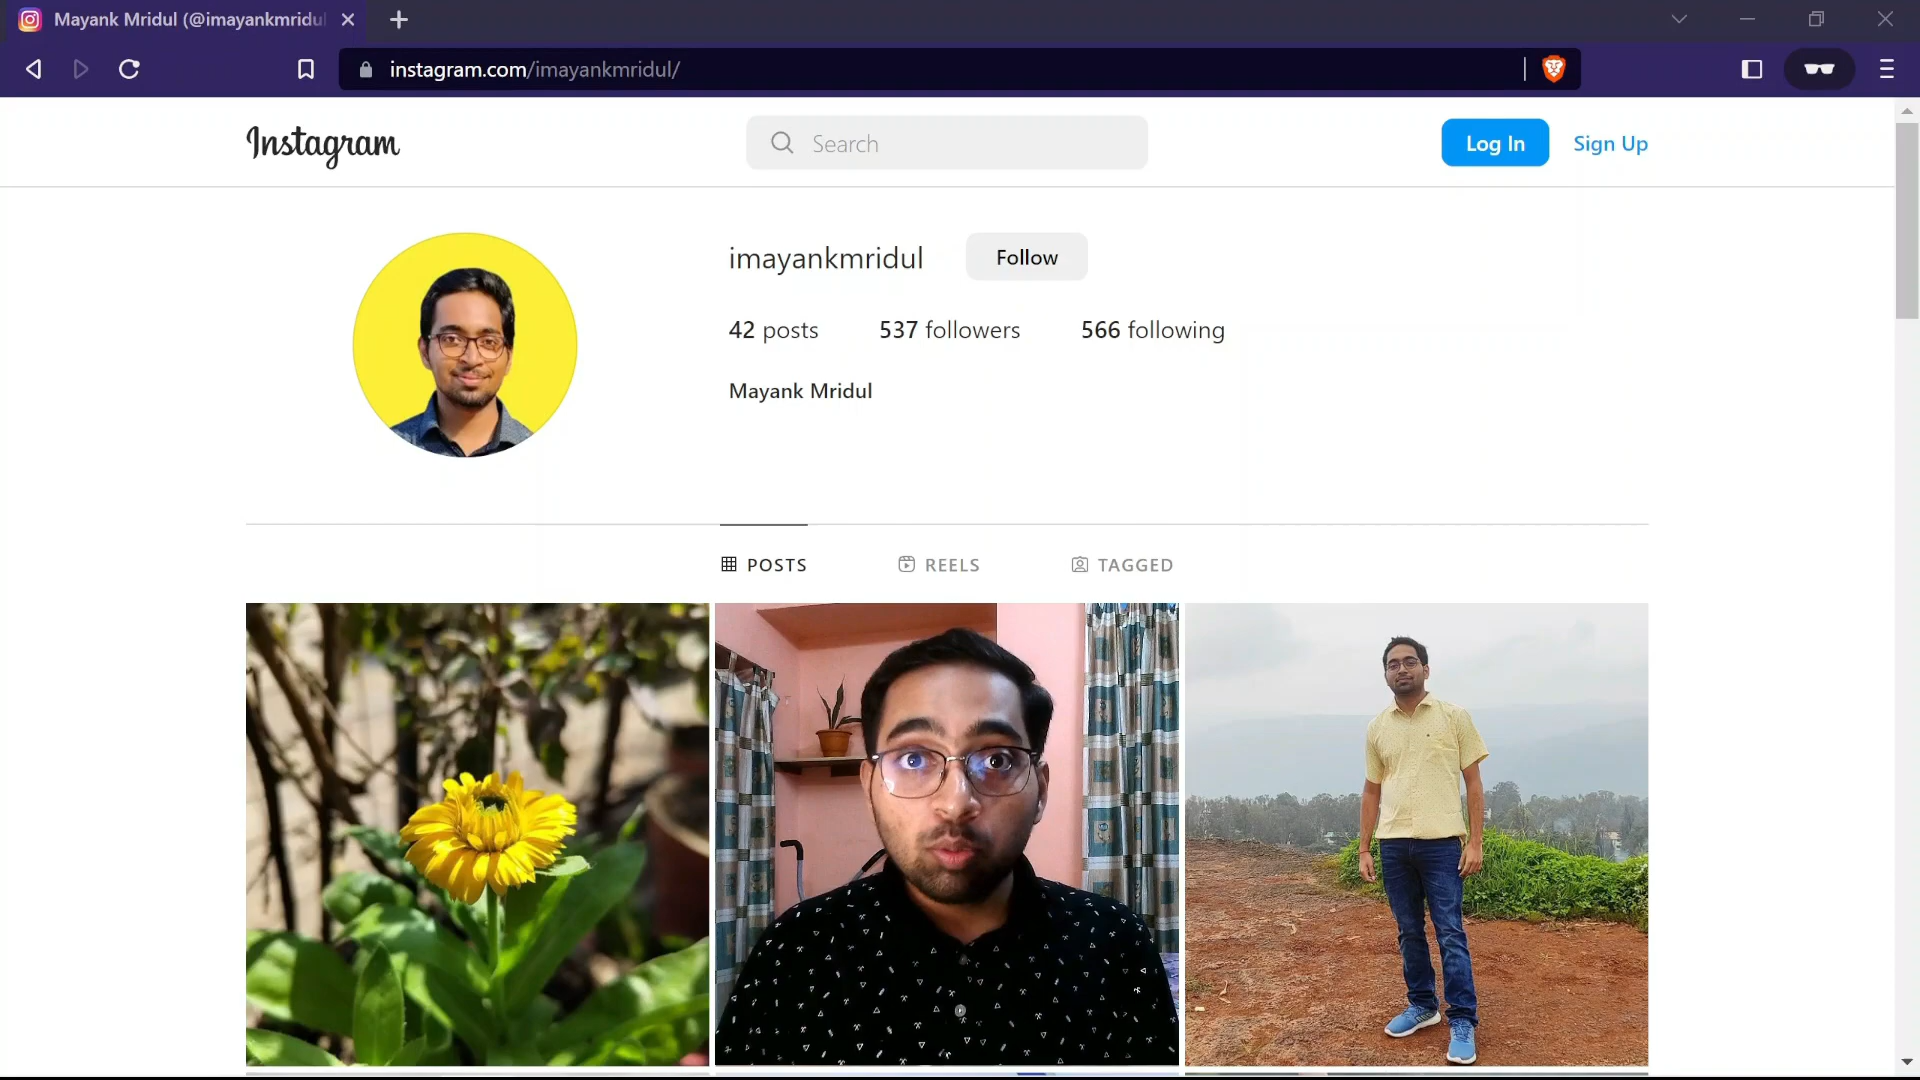 Mayank Mridul (@imayankmridul
instagram.com/imayankmridul/
Instagram
Search
Log In
Sign Up
imayankmridul
Follow
42 posts
537 followers
566 following
Mayank Mridul
POSTS
REELS
TAGGED